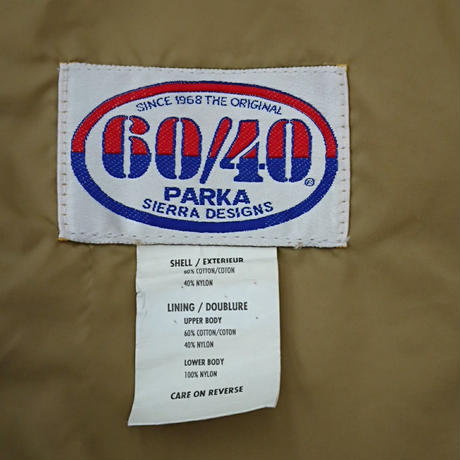 SINCE 1968 THE ORIGINAL
60/40®
PARKA
SIERRA DESIGNS
SHELL / EXTERIEUR
60% COTTON/COTON
40% NYLON
LINING / DOUBLURE
UPPER BODY
60% COTTON/COTON
40% NYLON
LOWER BODY
100% NYLON
CARE ON REVERSE